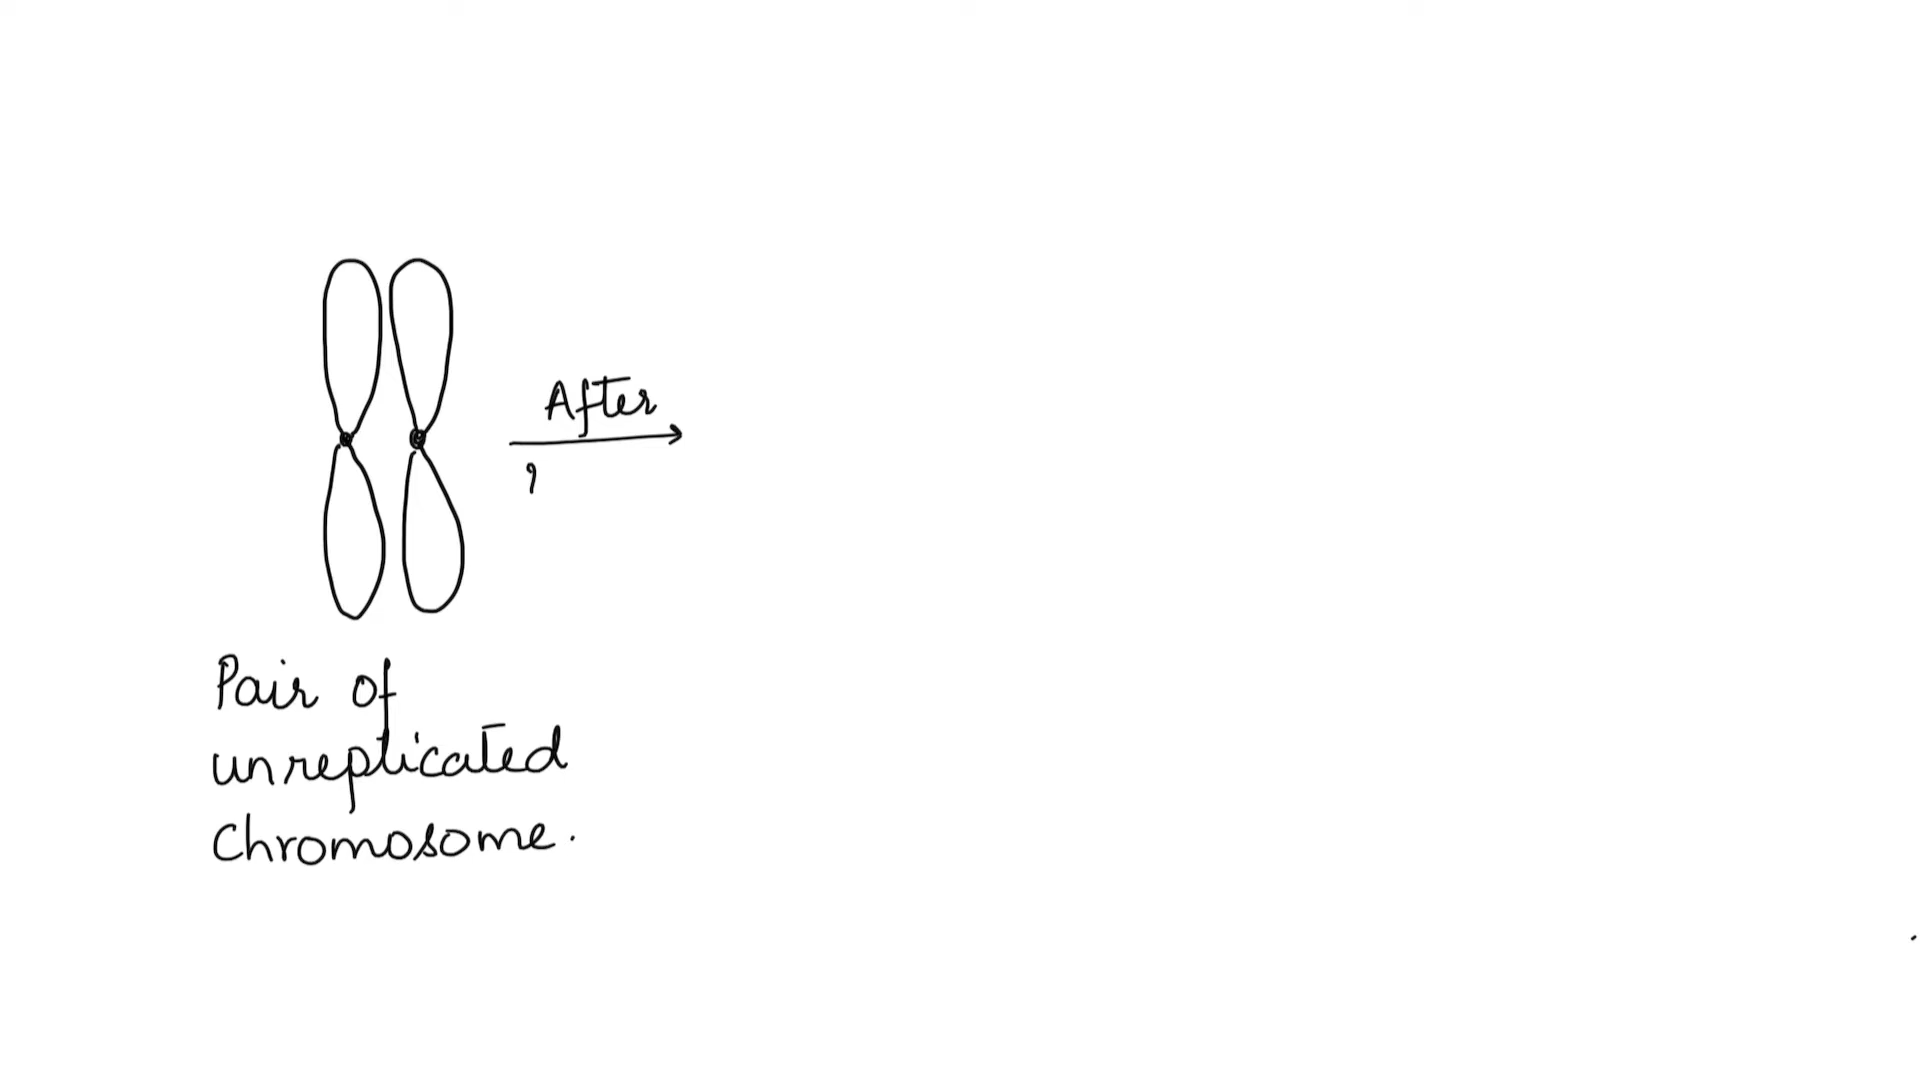 After
Pair of
unreplicated
Chromosome.